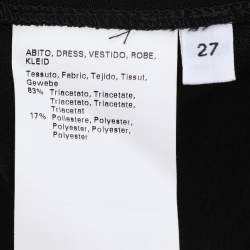 ABITO, DRESS, VESTIDO, ROBE,
KLEID
Tessuto, Fabric, Tejido, Tissut,
Gewebe
83% Triacetato, Triacetate,
Triacetato, Triacetate,
Triacetat
17% Poliestere, Polyester,
Poliester, Polyester,
Polyester
27